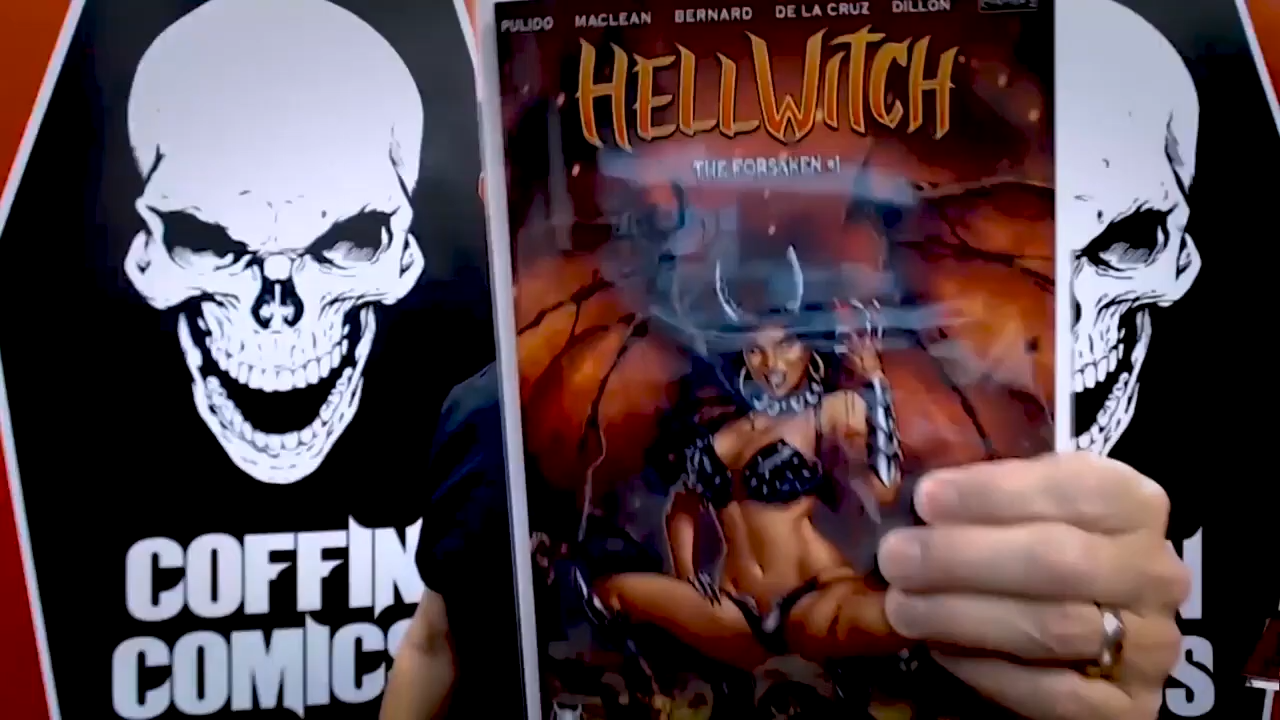 PULIDO MACLEAN BERNARD DE LA CRUZ DILLON
HELLWITCH
THE FORSAKEN #1
COFFIN
COMICS
N
S